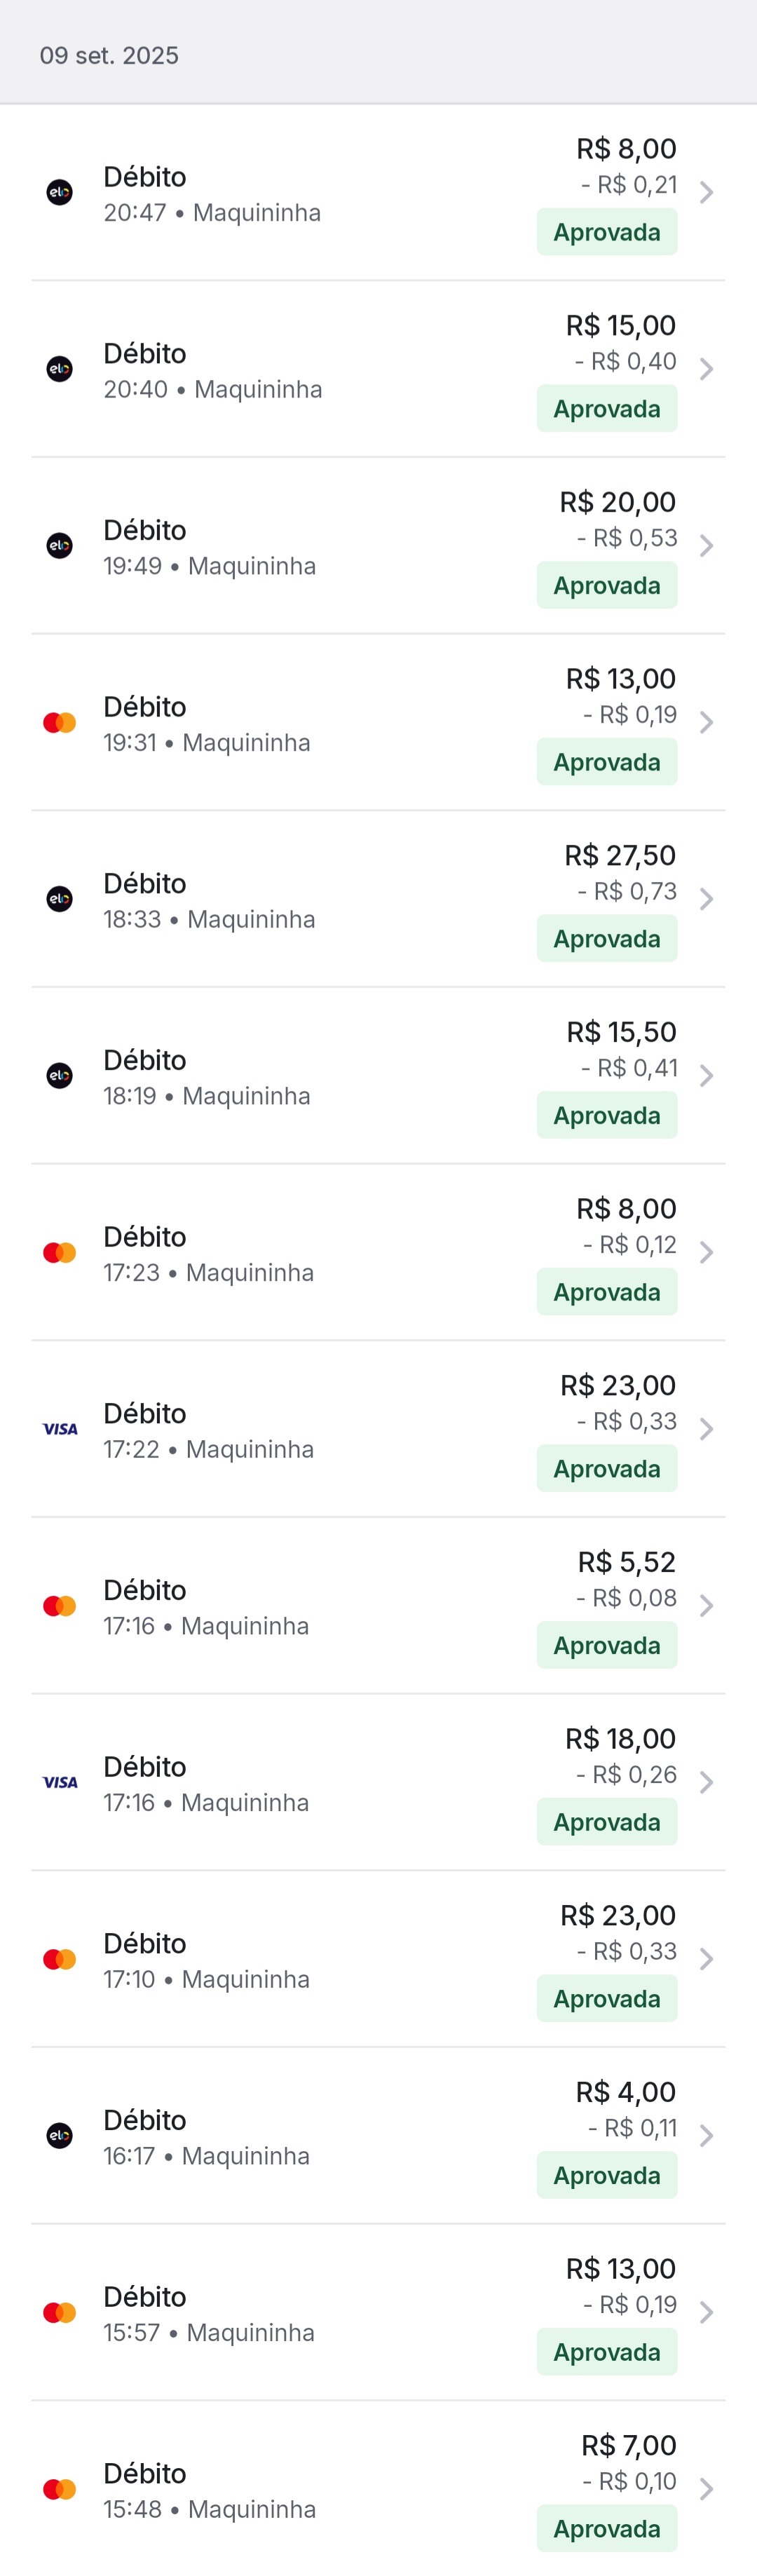 09 set. 2025
elo
Débito
20:47 • Maquininha
R$ 8,00
- R$ 0,21
Aprovada
elo
Débito
20:40 • Maquininha
R$ 15,00
- R$ 0,40
Aprovada
elo
Débito
19:49 • Maquininha
R$ 20,00
- R$ 0,53
Aprovada
Débito
19:31 • Maquininha
R$ 13,00
- R$ 0,19
Aprovada
elo
Débito
18:33 • Maquininha
R$ 27,50
- R$ 0,73
Aprovada
elo
Débito
18:19 • Maquininha
R$ 15,50
- R$ 0,41
Aprovada
Débito
17:23 • Maquininha
R$ 8,00
- R$ 0,12
Aprovada
VISA
Débito
17:22 • Maquininha
R$ 23,00
- R$ 0,33
Aprovada
Débito
17:16 • Maquininha
R$ 5,52
- R$ 0,08
Aprovada
VISA
Débito
17:16 • Maquininha
R$ 18,00
- R$ 0,26
Aprovada
Débito
17:10 • Maquininha
R$ 23,00
- R$ 0,33
Aprovada
elo
Débito
16:17 • Maquininha
R$ 4,00
- R$ 0,11
Aprovada
Débito
15:57 • Maquininha
R$ 13,00
- R$ 0,19
Aprovada
Débito
15:48 • Maquininha
R$ 7,00
- R$ 0,10
Aprovada